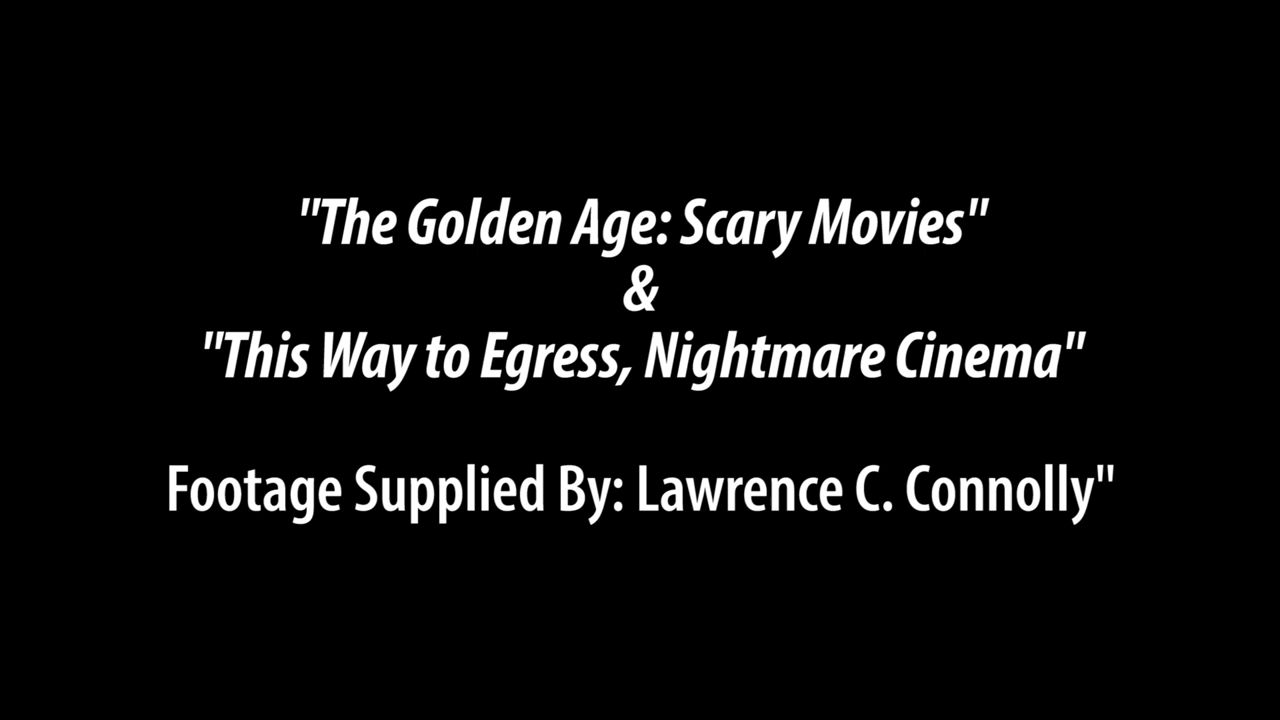 "The Golden Age: Scary Movies"
&
"This Way to Egress, Nightmare Cinema"
Footage Supplied By: Lawrence C. Connolly"